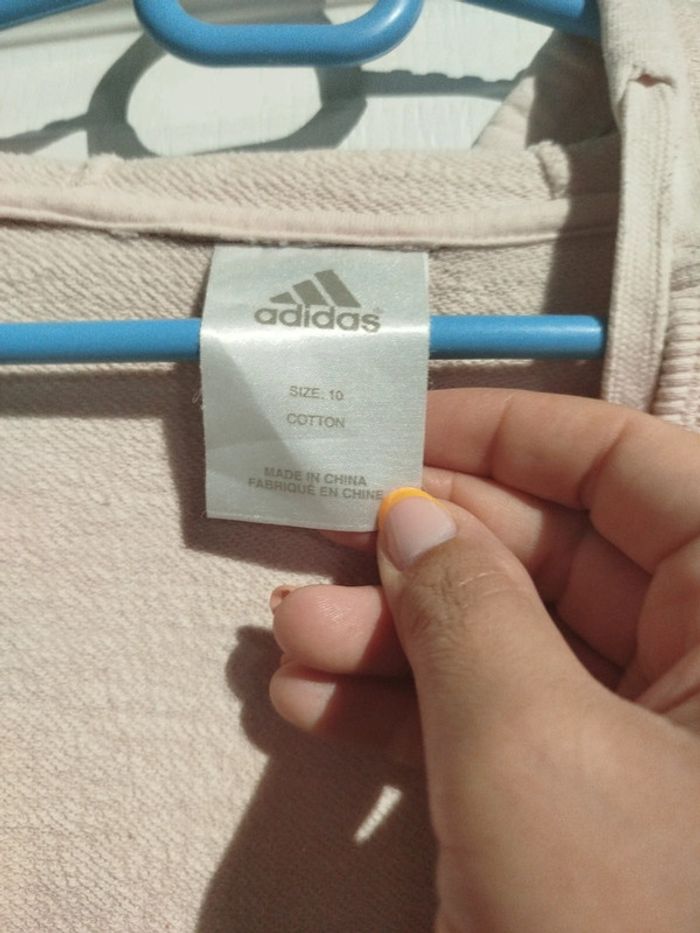 adidas
SIZE: 10
COTTON
MADE IN CHINA
FABRIQUÉ EN CHINE